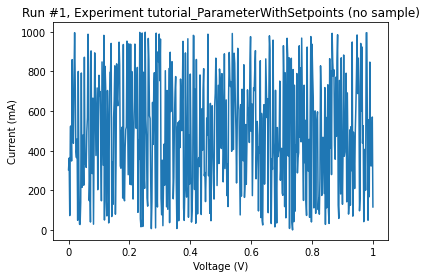 Run #1, Experiment tutorial_ParameterWithSetpoints (no sample)
1000
800
600
400
200
0
Current (mA)
0 0.2 0.4 0.6 0.8 1
Voltage (V)